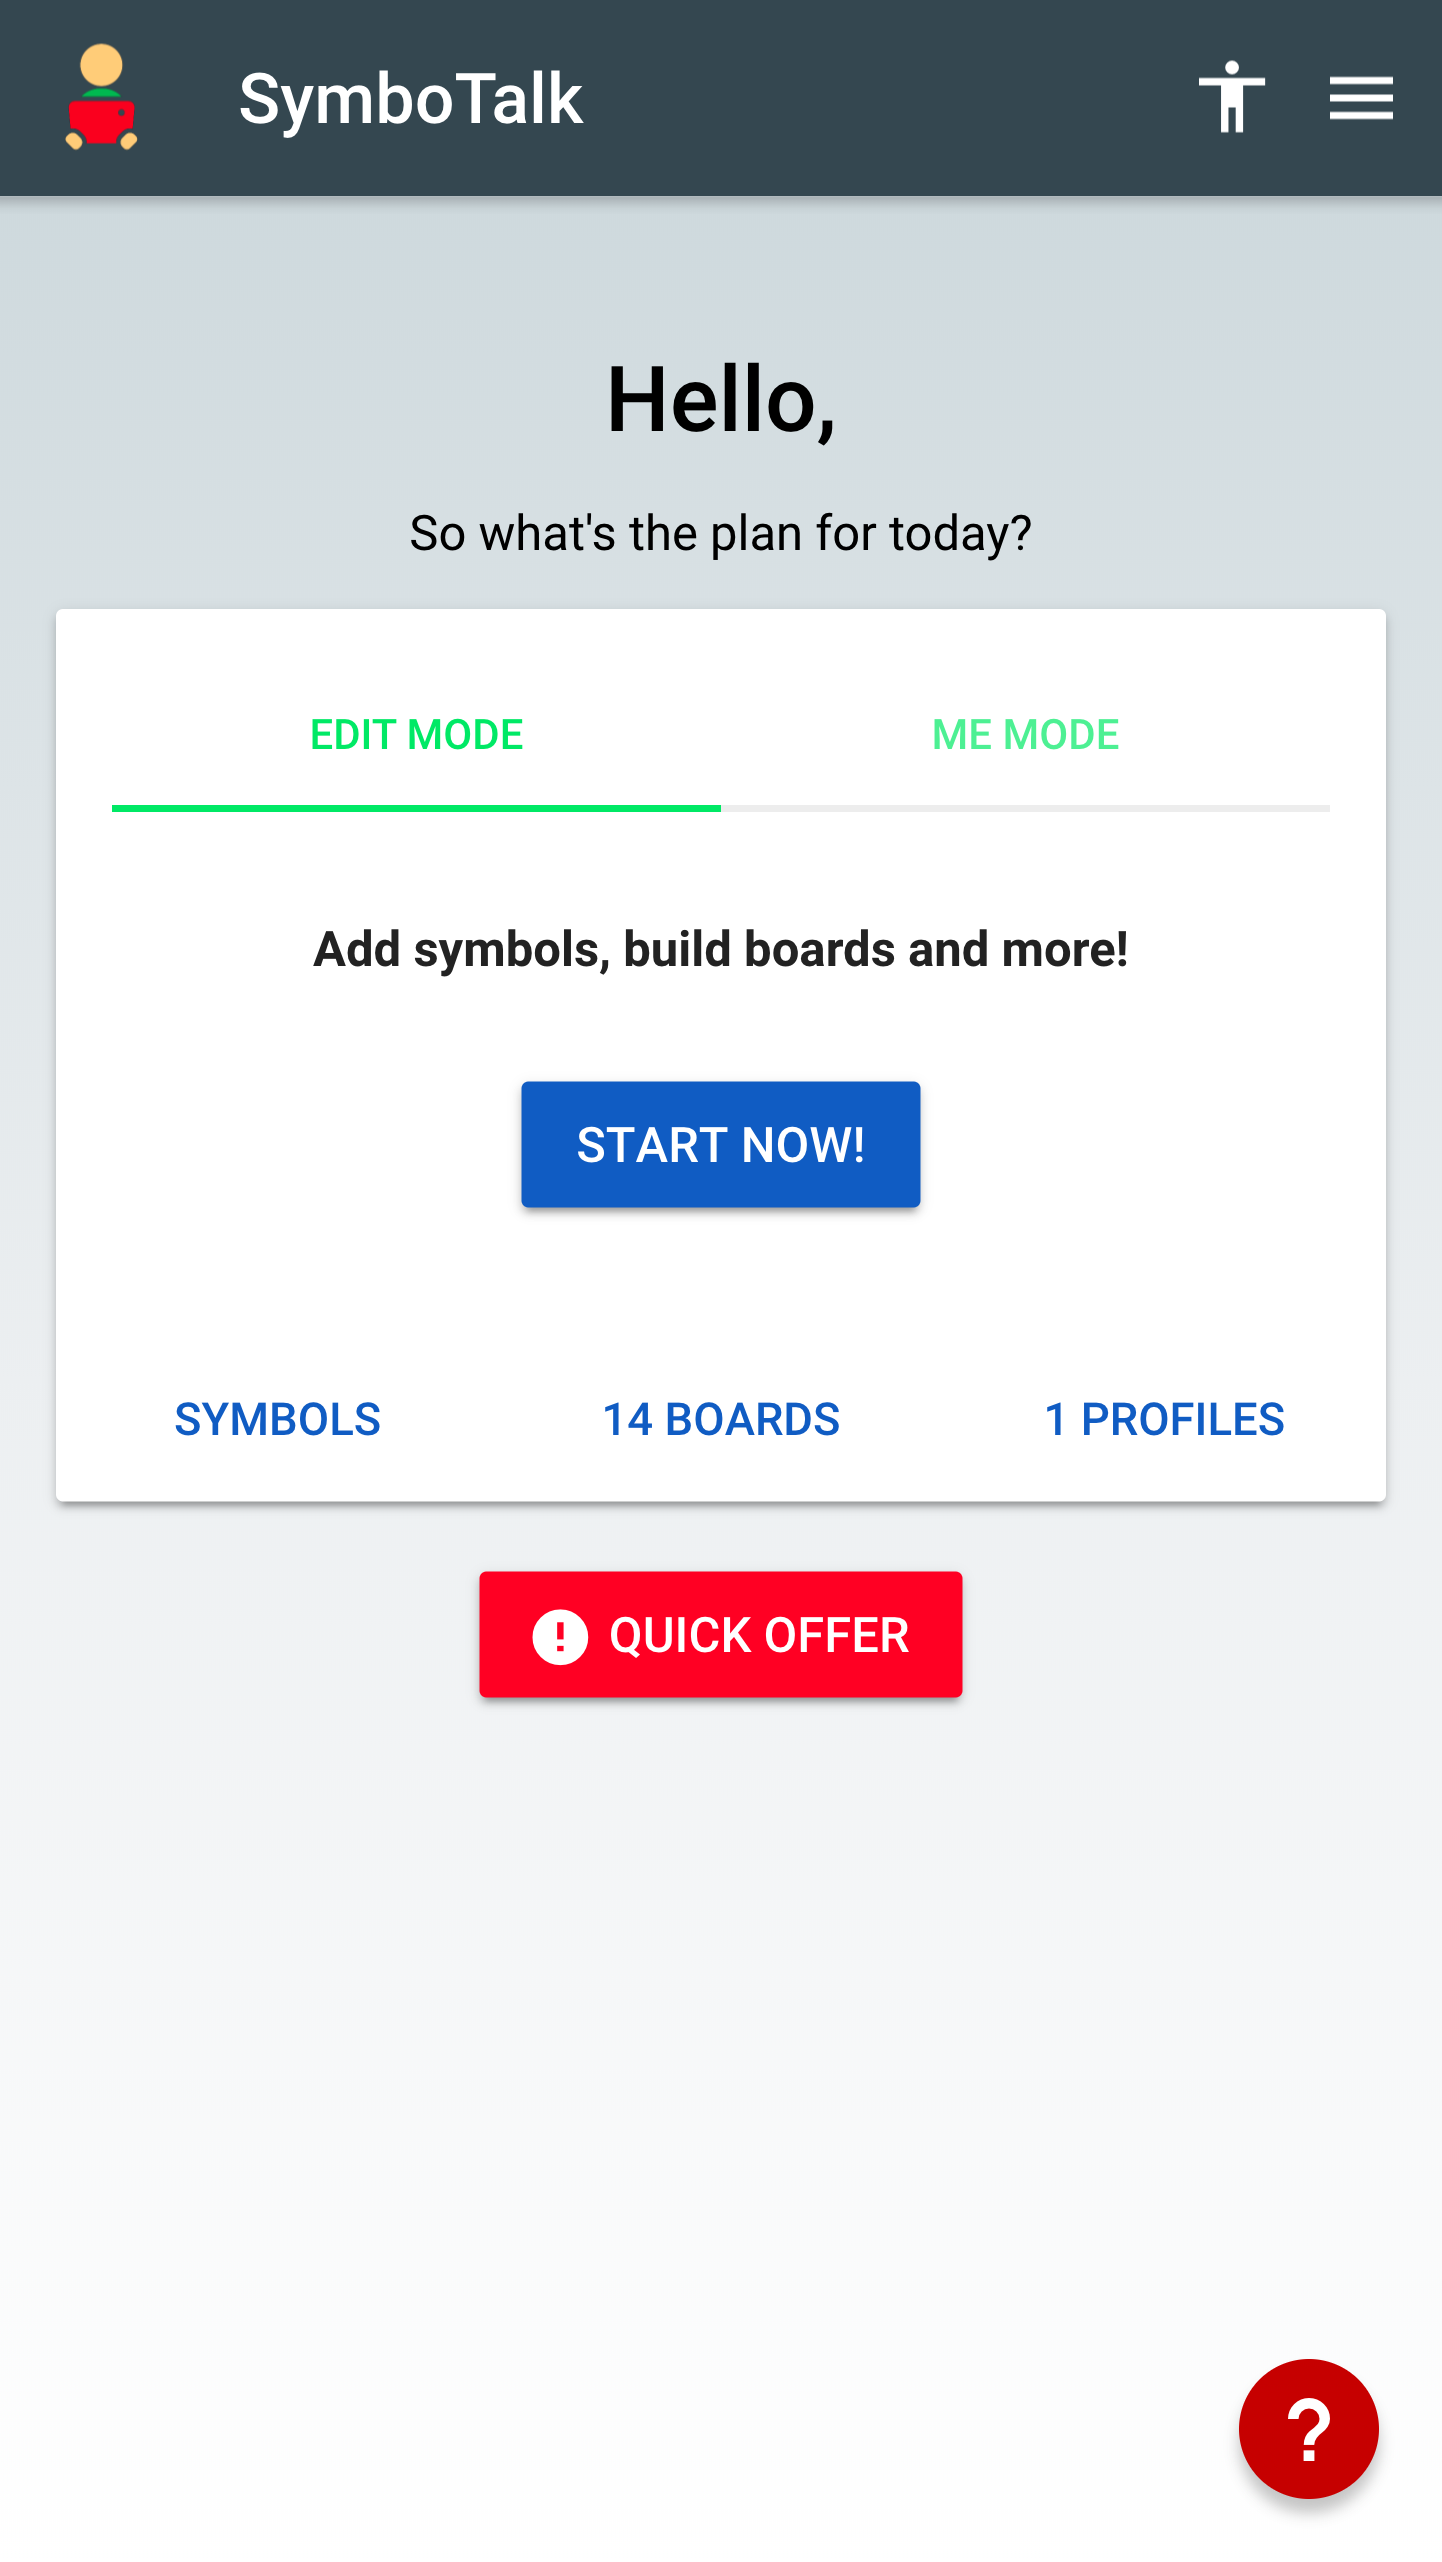 SymboTalk
Hello,
So what's the plan for today?
EDIT MODE
ME MODE
Add symbols, build boards and more!
START NOW!
SYMBOLS
14 BOARDS
1 PROFILES
QUICK OFFER
?